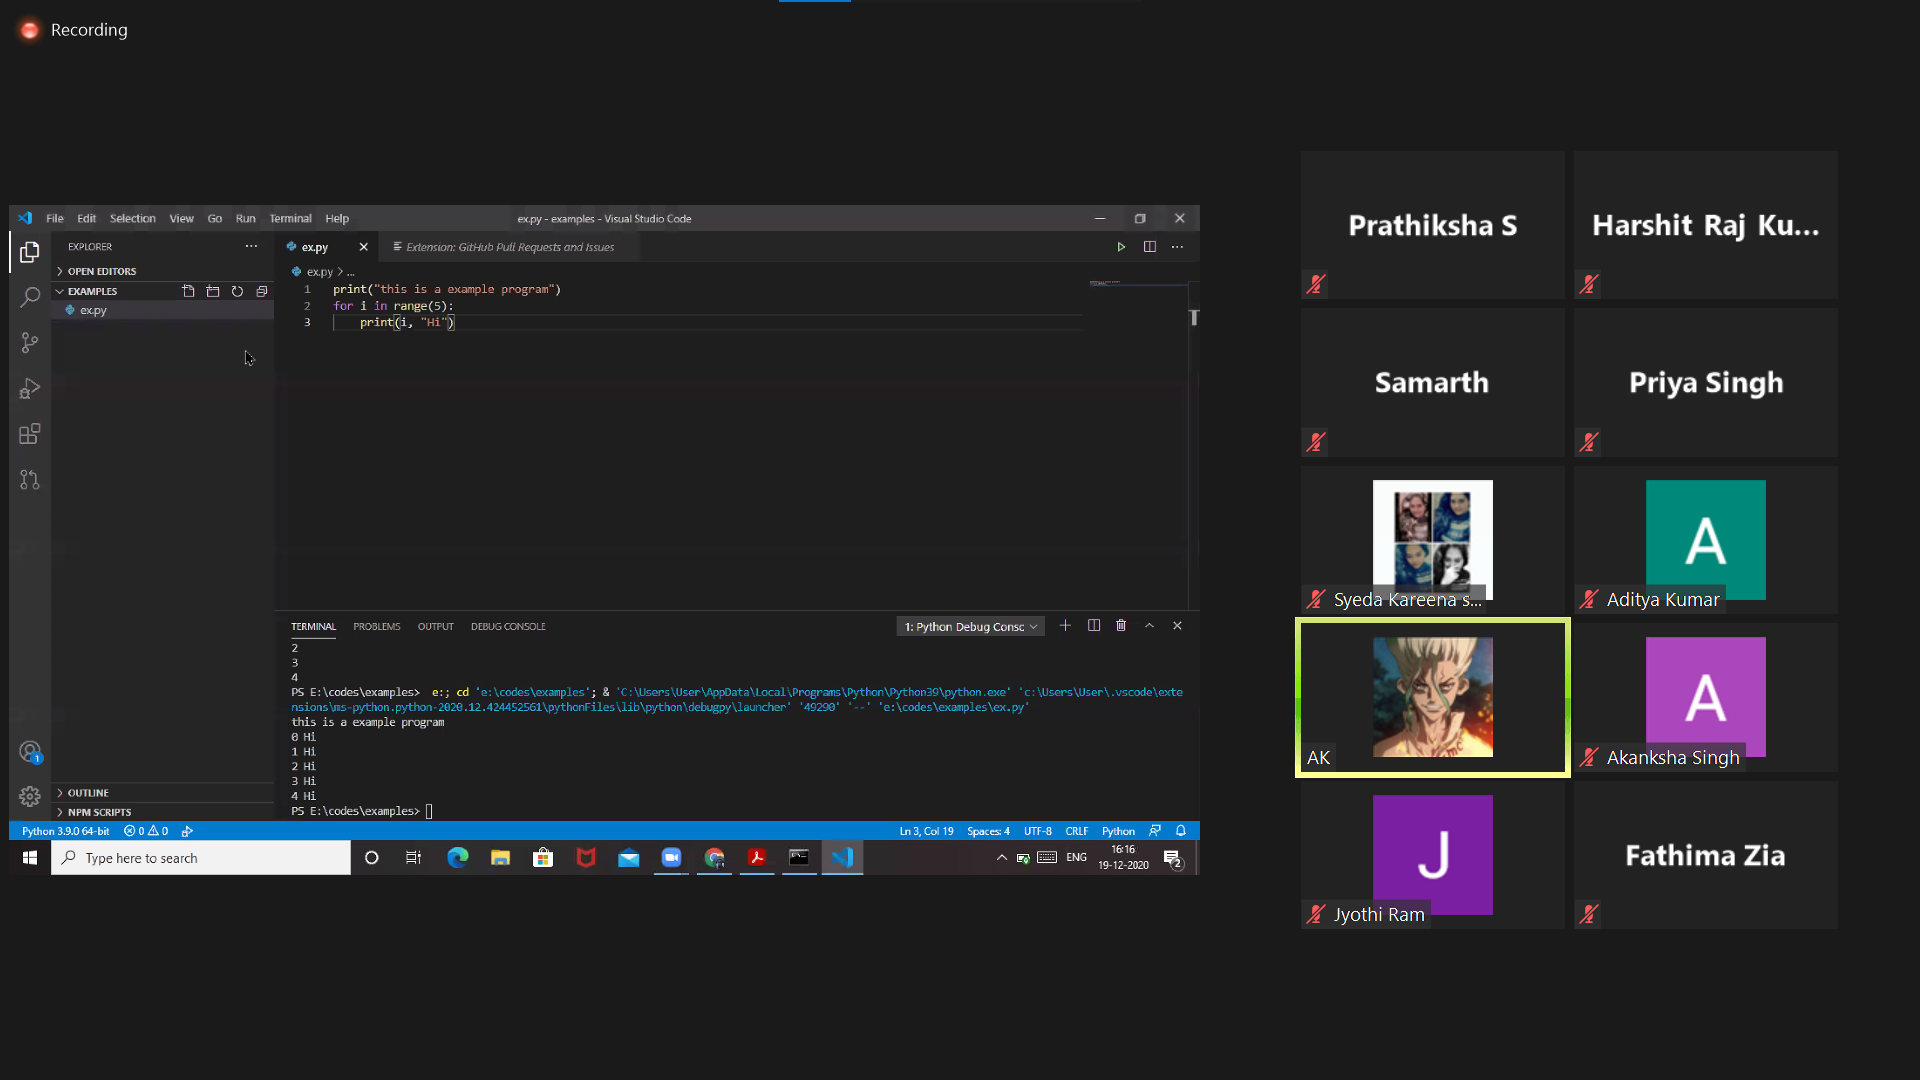 Recording
File Edit Selection View Go Run Terminal Help
ex.py - examples - Visual Studio Code
EXPLORER
OPEN EDITORS
EXAMPLES
ex.py
OUTLINE
NPM SCRIPTS
ex.py
Extension: GitHub Pull Requests and Issues
ex.py > ...
1 print("this is a example program")
2 for i in range(5):
3 print(i, "Hi")
TERMINAL PROBLEMS OUTPUT DEBUG CONSOLE
1: Python Debug Consc
2
3
4
PS E:\codes\examples> e:; cd 'e:\codes\examples'; & 'C:\Users\User\AppData\Local\Programs\Python\Python39\python.exe' 'c:\Users\User\.vscode\exte
nsions\ms-python.python-2020.12.424452561\pythonFiles\lib\python\debugpy\launcher' '49290' '--' 'e:\codes\examples\ex.py'
this is a example program
0 Hi
1 Hi
2 Hi
3 Hi
4 Hi
PS E:\codes\examples>
1
Python 3.9.0 64-bit 0 0
Ln 3, Col 19 Spaces: 4 UTF-8 CRLF Python
Type here to search
ENG
16:16
19-12-2020
2
Prathiksha S
Harshit Raj Ku...
Samarth
Priya Singh
Syeda Kareena s...
A
Aditya Kumar
AK
A
Akanksha Singh
J
Jyothi Ram
Fathima Zia